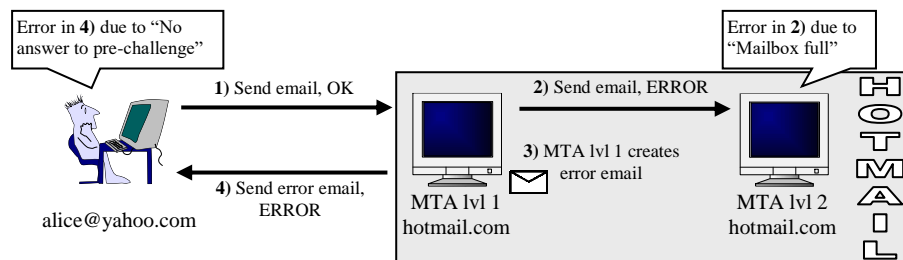 Error in 4) due to “No
answer to pre-challenge”
Error in 2) due to
“Mailbox full”
1) Send email, OK
2) Send email, ERROR
3) MTA lvl 1 creates
error email
4) Send error email,
ERROR
alice@yahoo.com
MTA lvl 1
hotmail.com
MTA lvl 2
hotmail.com
HOTMAIL